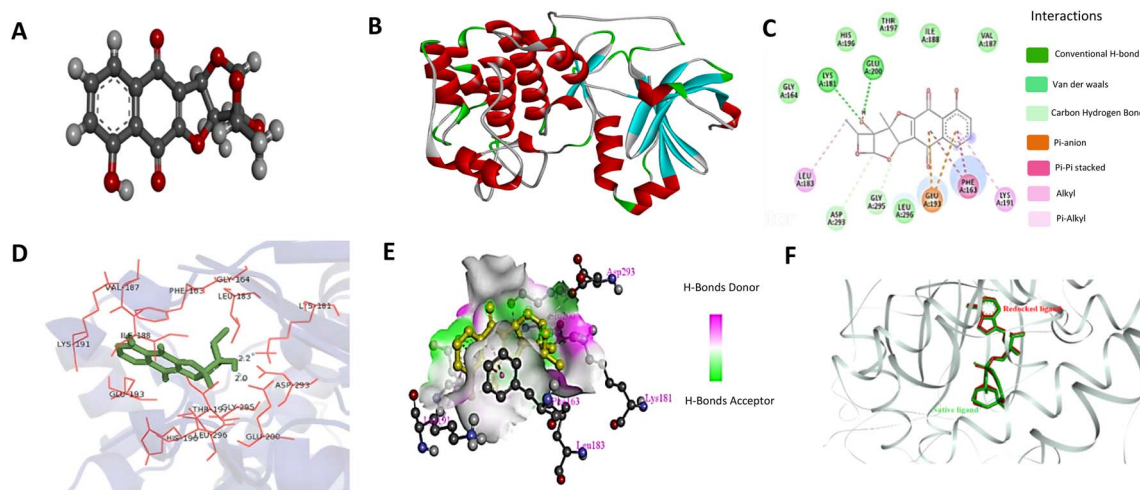 A
B
C
HIS
A:196
THR
A:197
ILE
A:188
VAL
A:187
GLY
A:164
LYS
A:181
GLU
A:200
LEU
A:183
ASP
A:293
GLY
A:295
LEU
A:296
GLU
A:193
PHE
A:163
LYS
A:191
Interactions
Conventional H-bond
Van der waals
Carbon Hydrogen Bond
Pi-anion
Pi-Pi stacked
Alkyl
Pi-Alkyl
D
VAL-187
PHE-163
GLY-164
LEU-183
LYS-181
ILE-188
LYS-191
2.2
2.0
GLU-193
ASP-293
THR-197
GLY-295
HIS-196
LEU-296
GLU-200
E
Asp293
Phe163
Lys181
Leu183
H-Bonds Donor
H-Bonds Acceptor
F
Redocked ligand
Native ligand